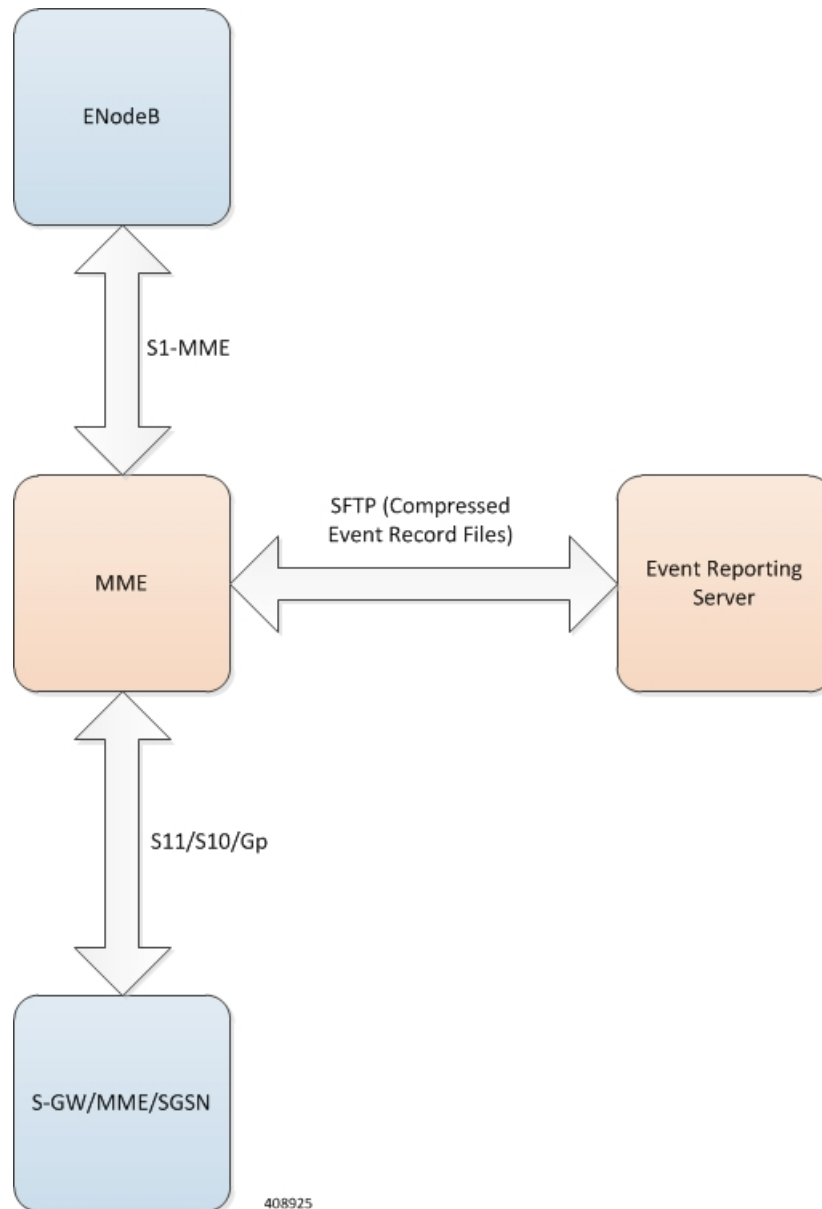 ENodeB
S1-MME
SFTP (Compressed
Event Record Files)
MME
Event Reporting
Server
S11/S10/Gp
S-GW/MME/SGSN
408925